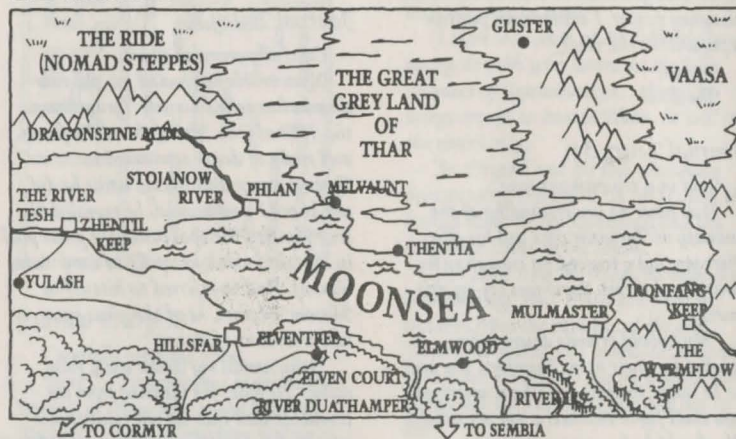 GLISTER
THE RIDE
(NOMAD STEPPES)
THE GREAT
GREY LAND
OF
THAR
VAASA
DRAGONSPINE MTNS
STOJANOW
RIVER
PHLAN
MELVAUNT
THE RIVER
TESH
ZHENTIL
KEEP
THENTIA
YULASH
MOONSEA
MULMASTER
IRONFANG
KEEP
HILLSFAR
ELVENTREE
ELMWOOD
THE
WYRMFLOW
ELVEN COURT
RIVER DUATHAMPER
RIVER
TO CORMYR
TO SEMBIA